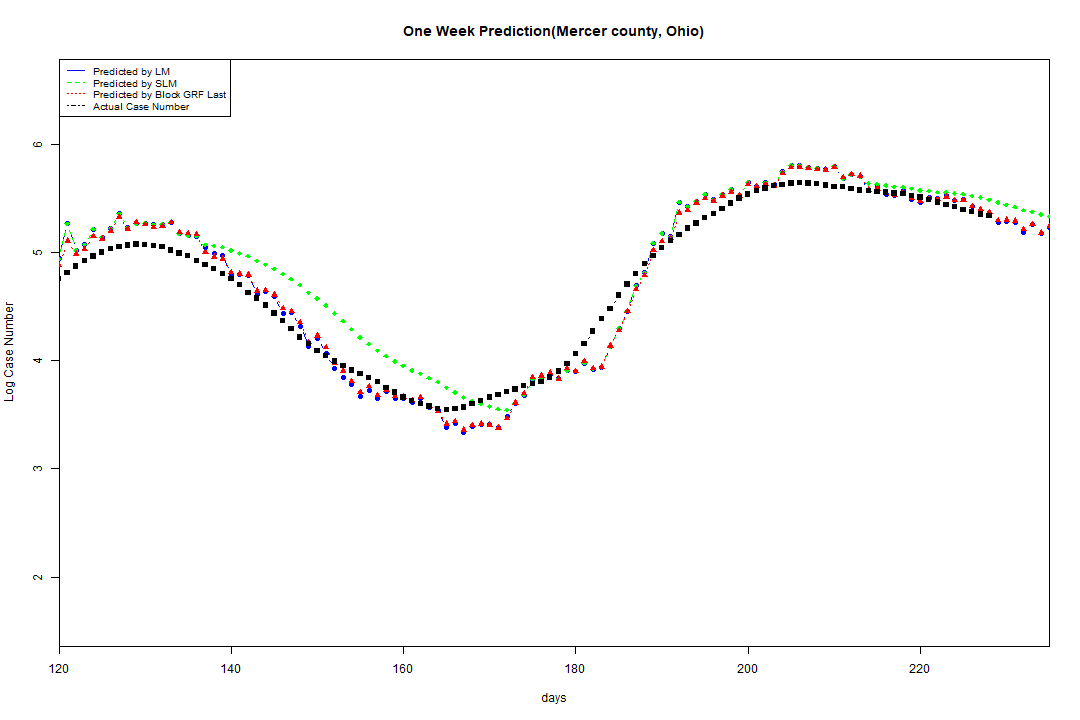 One Week Prediction(Mercer county, Ohio)
Predicted by LM
Predicted by SLM
Predicted by Block GRF Last
Actual Case Number
6
5
4
3
2
Log Case Number
120 140 160 180 200 220
days